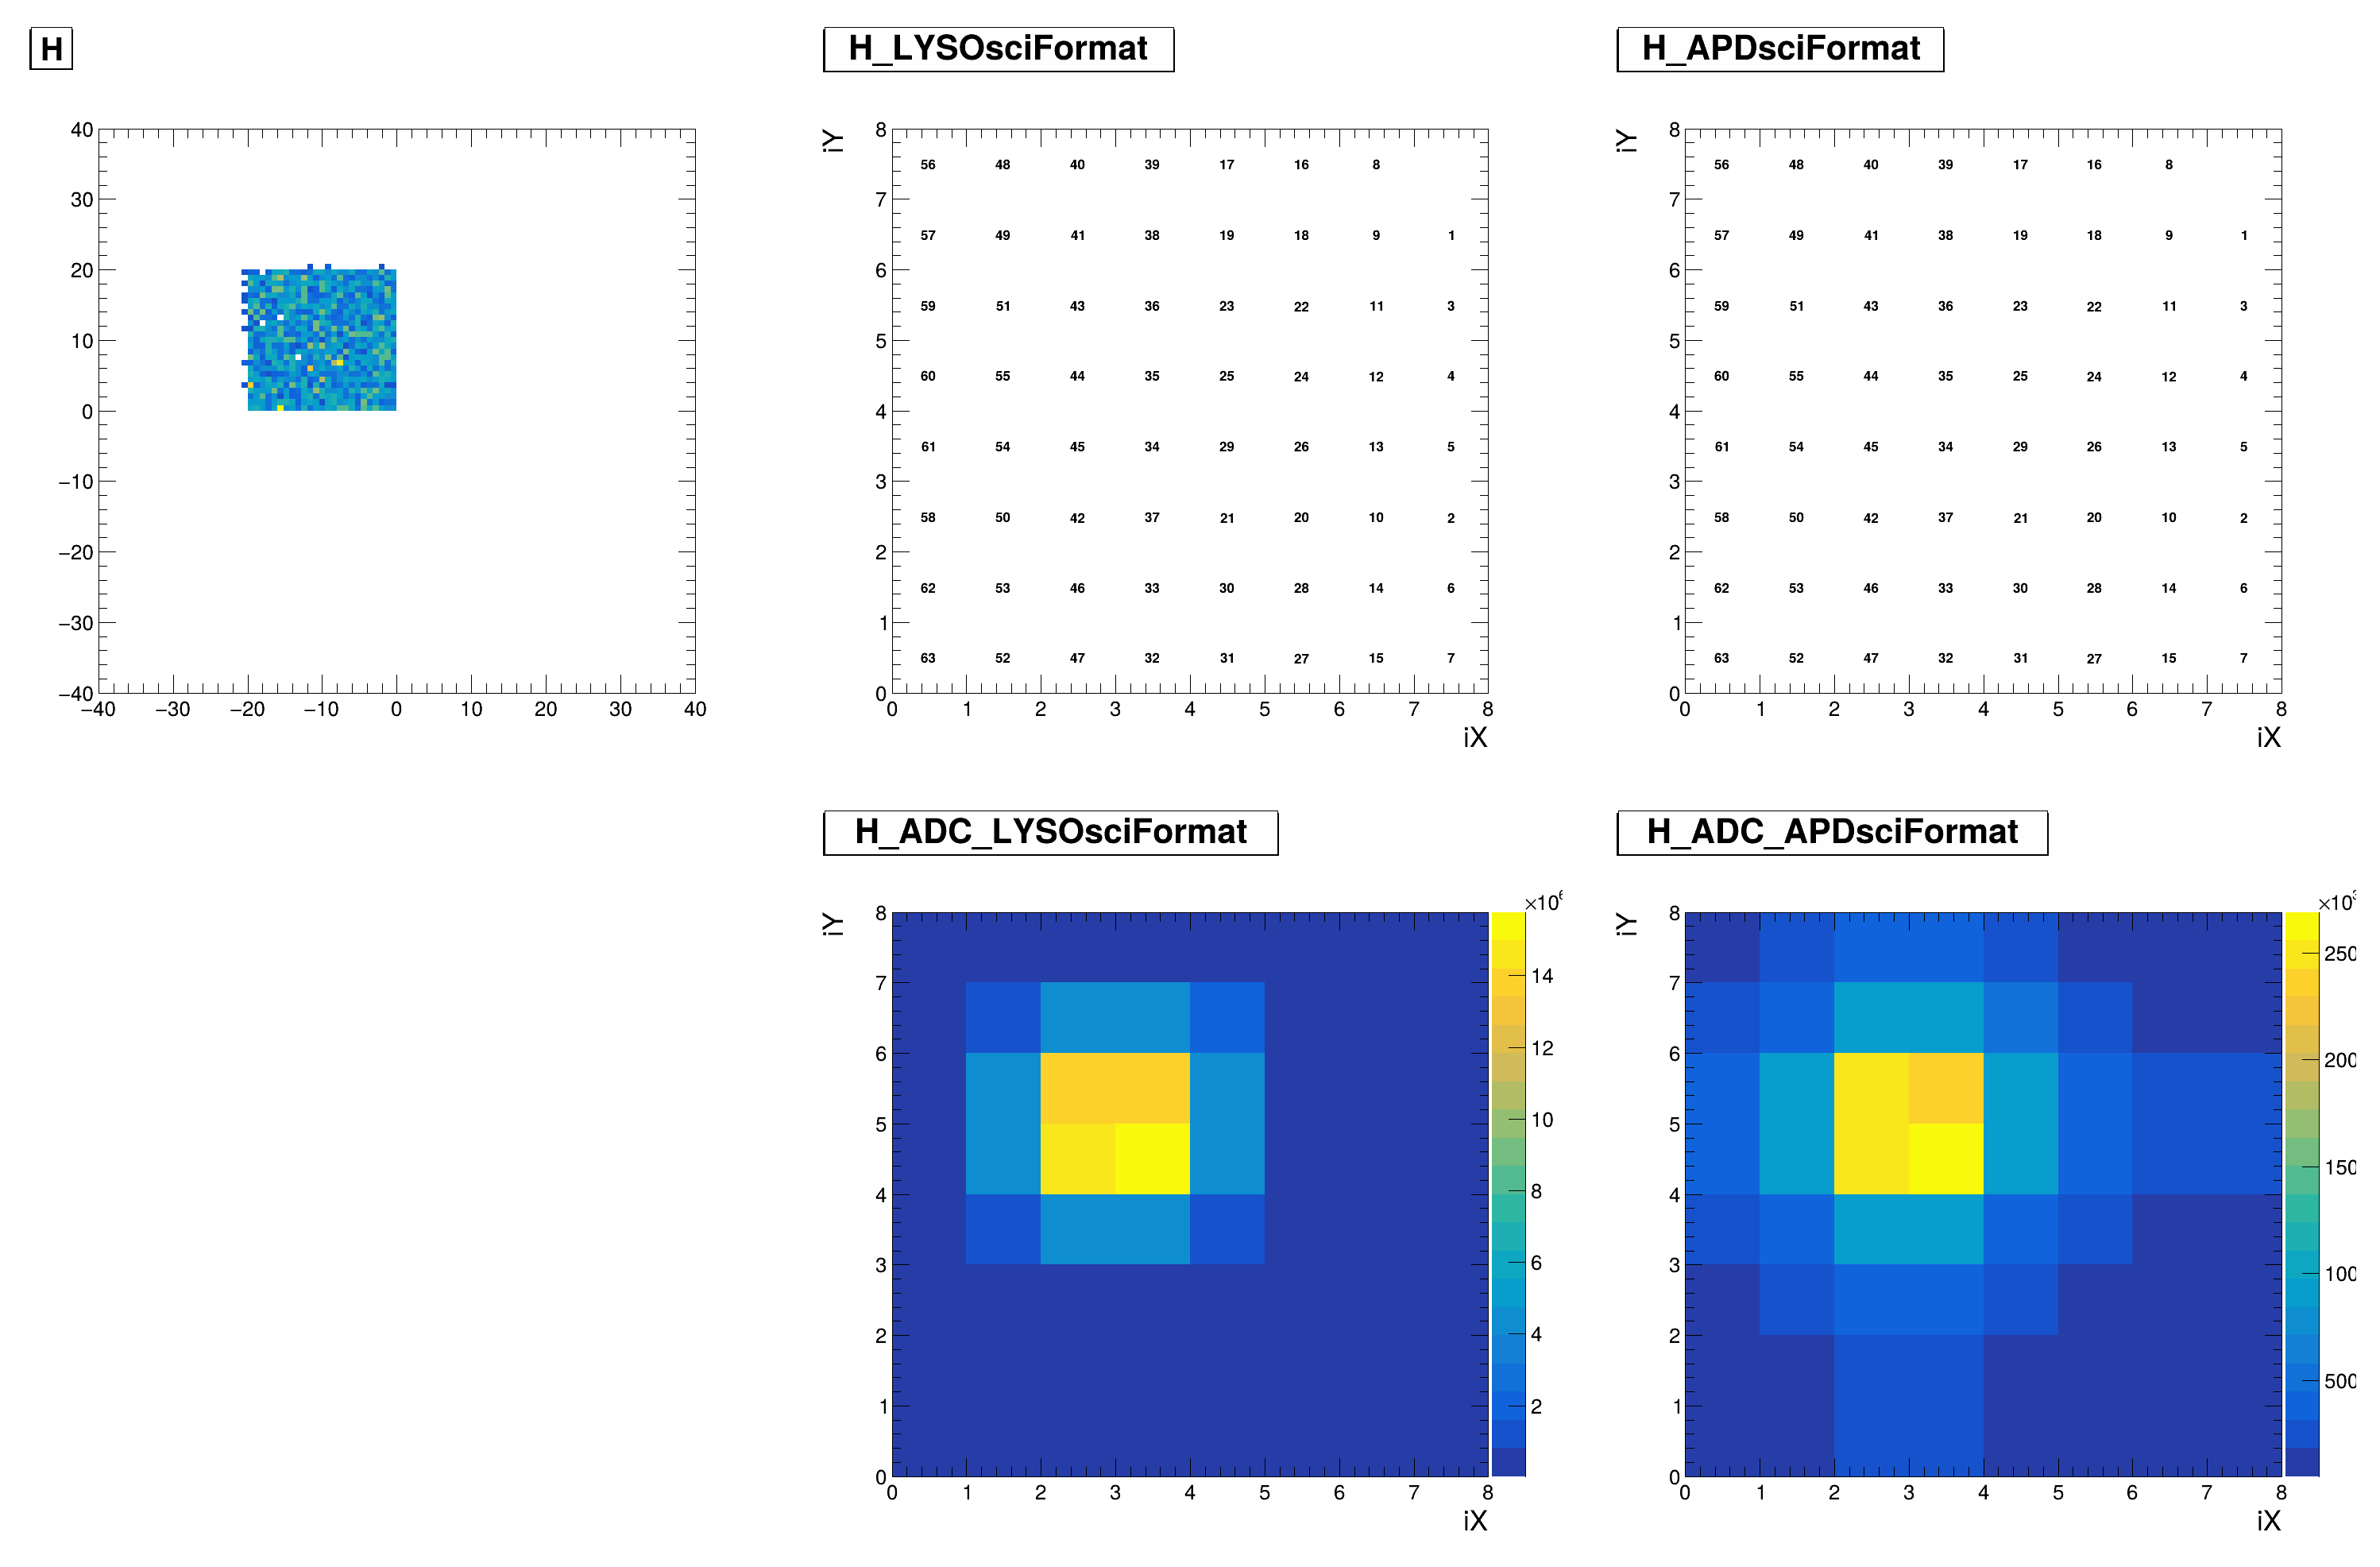 H
H_LYSOsciFormat
H_APDsciFormat
40
30
20
10
0
−10
−20
−30
−40
−40 −30 −20 −10 0 10 20 30 40
iY
8
7
6
5
4
3
2
1
0
56 48 40 39 17 16 8
57 49 41 38 19 18 9 1
59 51 43 36 23 22 11 3
60 55 44 35 25 24 12 4
61 54 45 34 29 26 13 5
58 50 42 37 21 20 10 2
62 53 46 33 30 28 14 6
63 52 47 32 31 27 15 7
0 1 2 3 4 5 6 7 8
iX
iY
8
7
6
5
4
3
2
1
0
56 48 40 39 17 16 8
57 49 41 38 19 18 9 1
59 51 43 36 23 22 11 3
60 55 44 35 25 24 12 4
61 54 45 34 29 26 13 5
58 50 42 37 21 20 10 2
62 53 46 33 30 28 14 6
63 52 47 32 31 27 15 7
0 1 2 3 4 5 6 7 8
iX
H_ADC_LYSOsciFormat
H_ADC_APDsciFormat
iY
8
7
6
5
4
3
2
1
0
0 1 2 3 4 5 6 7 8
iX
×10
14
12
10
8
6
4
2
iY
8
7
6
5
4
3
2
1
0
0 1 2 3 4 5 6 7 8
iX
×10